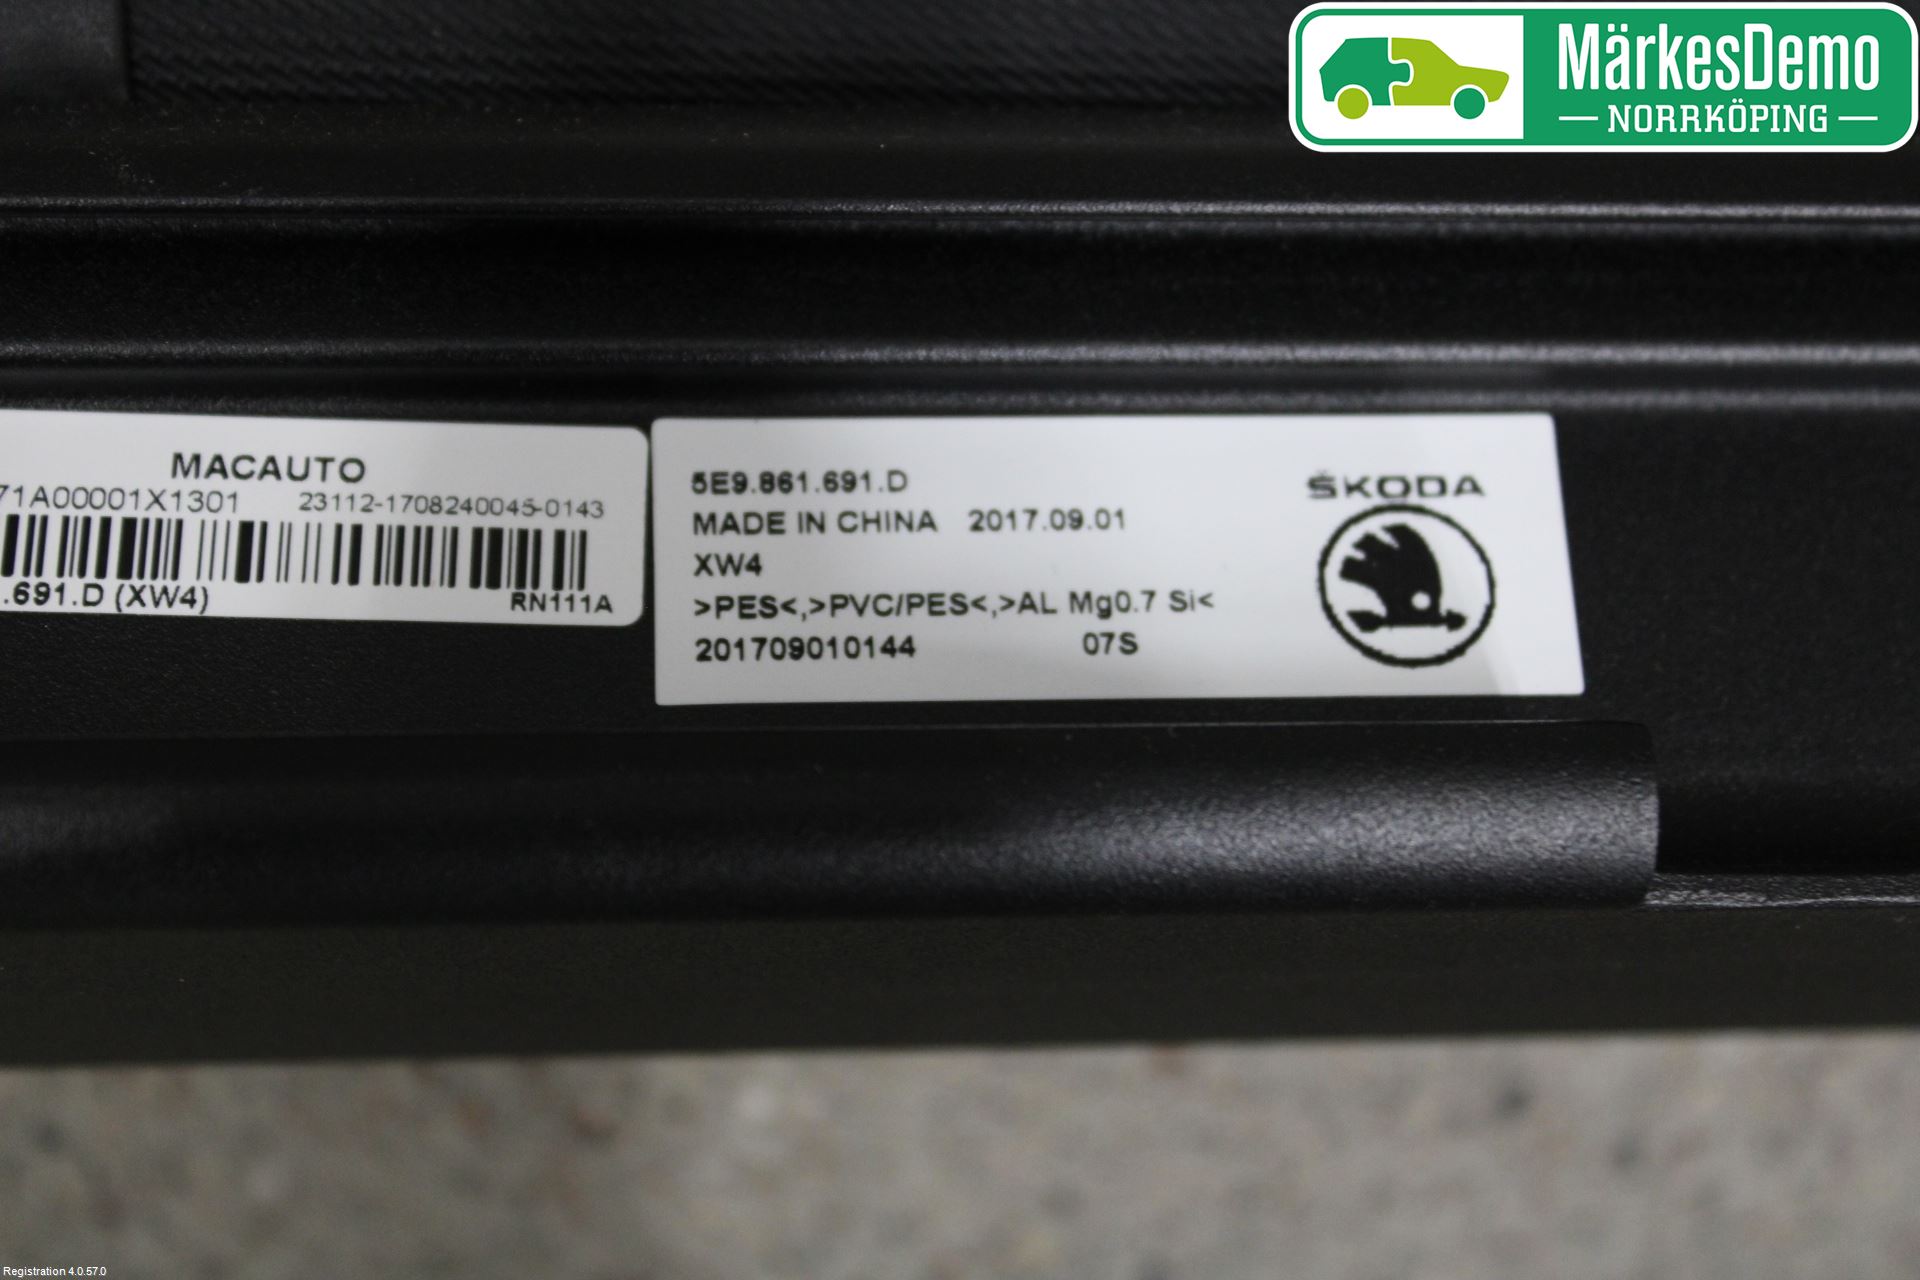 MärkesDemo
NORRKÖPING
MACAUTO
71A00001X1301 23112-1708240045-0143
.691.D (XW4) RN111A
5E9.861.691.D
MADE IN CHINA 2017.09.01
XW4
>PES<,>PVC/PES<,>AL Mg0.7 Si<
201709010144 07S
ŠKODA
Registration 4.0.57.0